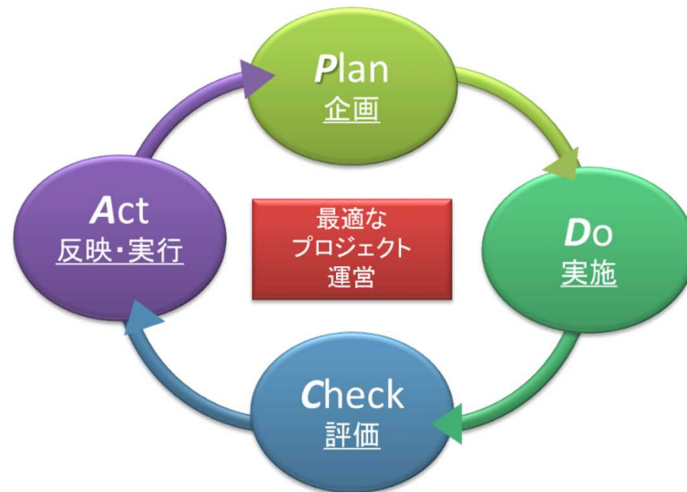 Plan
企画
Do
実施
Check
評価
Act
反映・実行
最適な
プロジェクト
運営